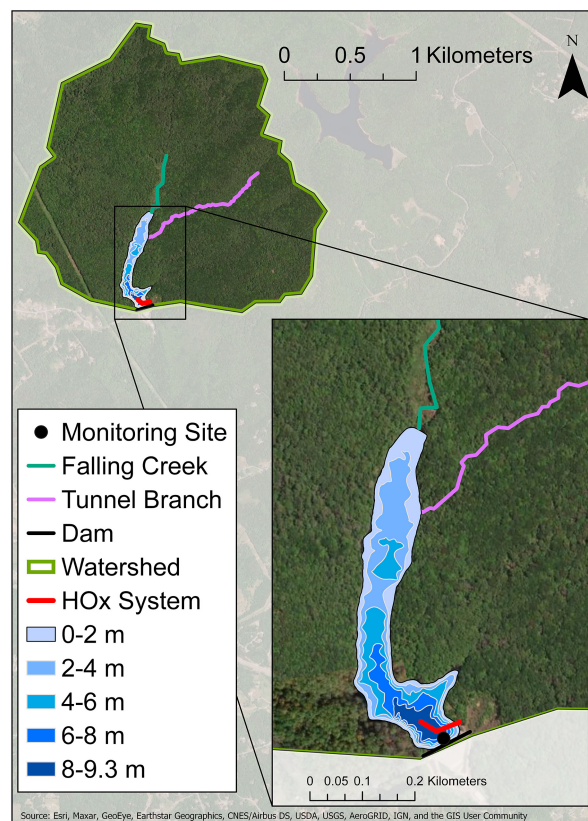 0 0.5 1 Kilometers
N
Monitoring Site
Falling Creek
Tunnel Branch
Dam
Watershed
HOx System
0-2 m
2-4 m
4-6 m
6-8 m
8-9.3 m
0 0.05 0.1 0.2 Kilometers
Source: Esri, Maxar, GeoEye, Earthstar Geographics, CNES/Airbus DS, USDA, USGS, AeroGRID, IGN, and the GIS User Community